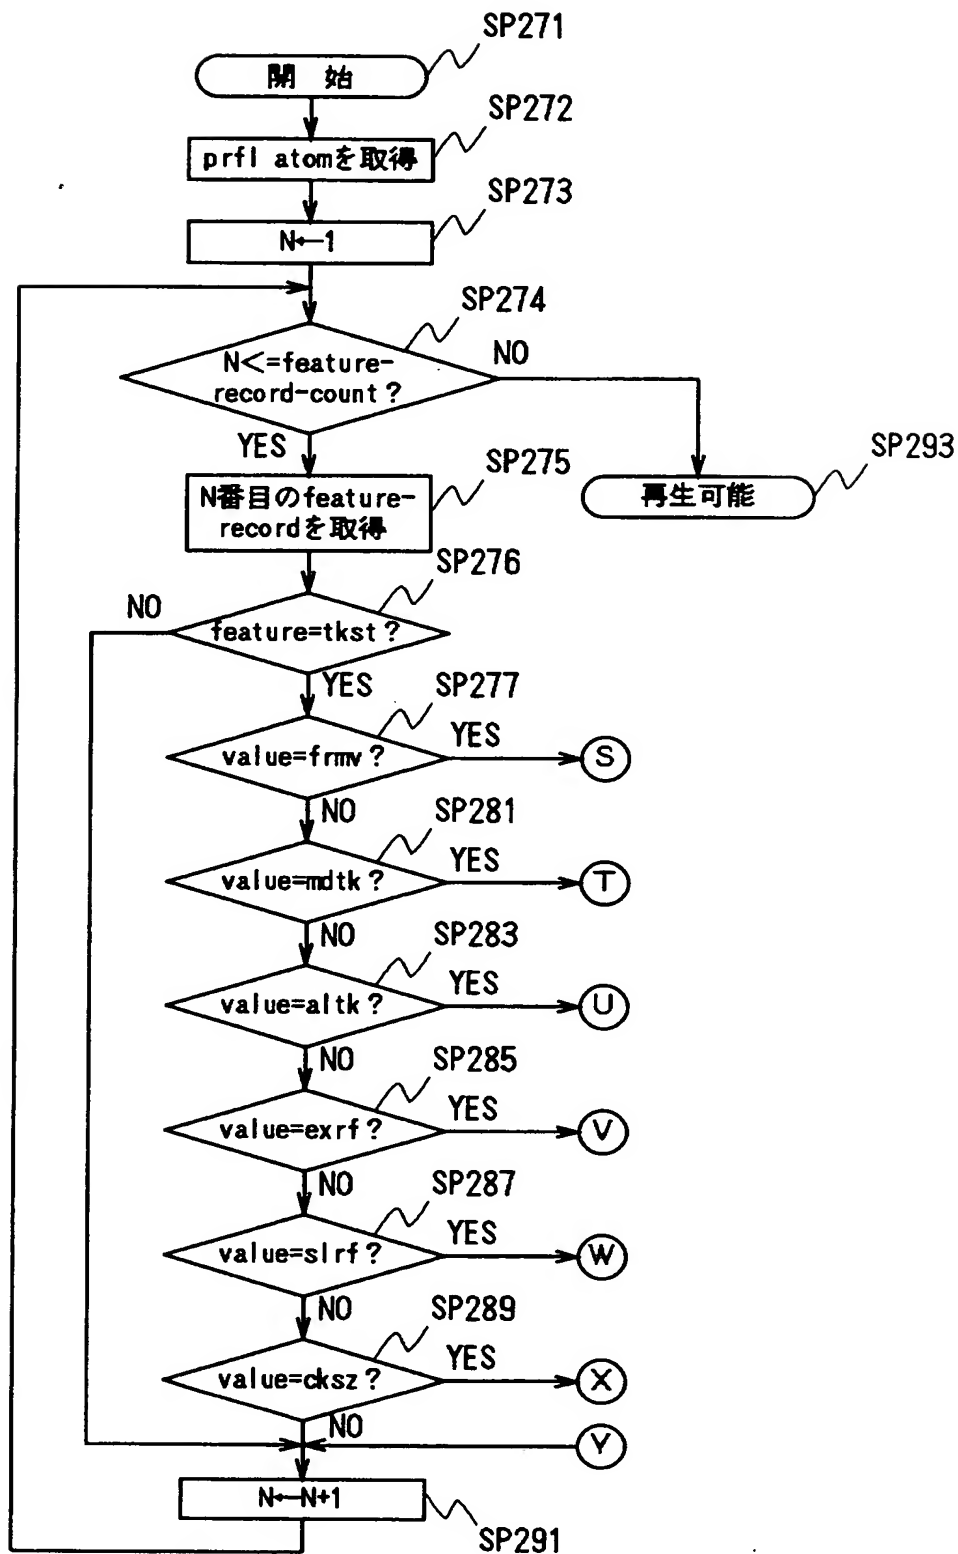 SP271
開 始
SP272
prfl atomを取得
SP273
N←1
SP274
N<=feature-
record-count?
NO
YES
SP293
再生可能
SP275
N番目のfeature-
recordを取得
SP276
NO
feature=tkst?
YES
SP277
value=frmv?
YES
S
NO
SP281
value=mdtk?
YES
T
NO
SP283
value=altk?
YES
U
NO
SP285
value=exrf?
YES
V
NO
SP287
value=slrf?
YES
W
NO
SP289
value=cksz?
YES
X
NO
Y
N←N+1
SP291